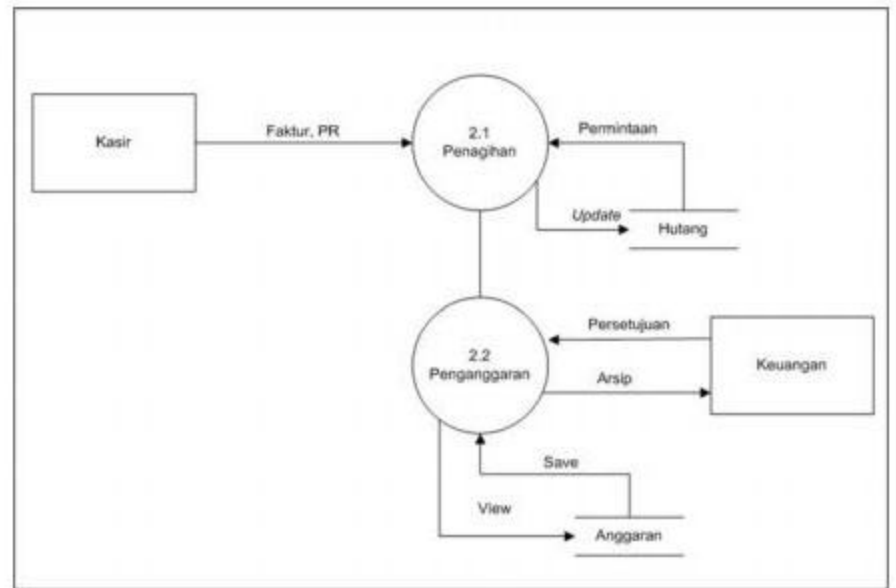 Kasir
Faktur, PR
2.1
Penagihan
Permintaan
Update
Hutang
2.2
Penganggaran
Persetujuan
Arsip
Keuangan
Save
View
Anggaran